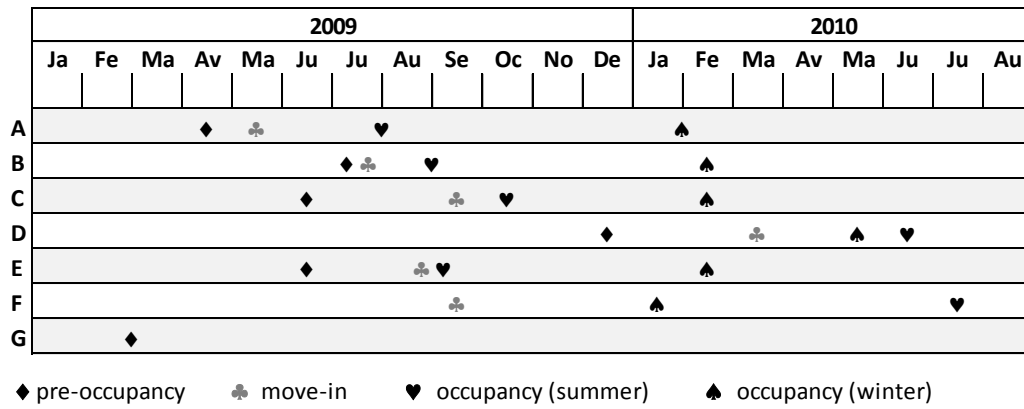 2009 2010
Ja Fe Ma Av Ma Ju Ju Au Se Oc No De Ja Fe Ma Av Ma Ju Ju Au
A
B
C
D
E
F
G
♦ pre-occupancy ♣ move-in ♥ occupancy (summer) ♠ occupancy (winter)